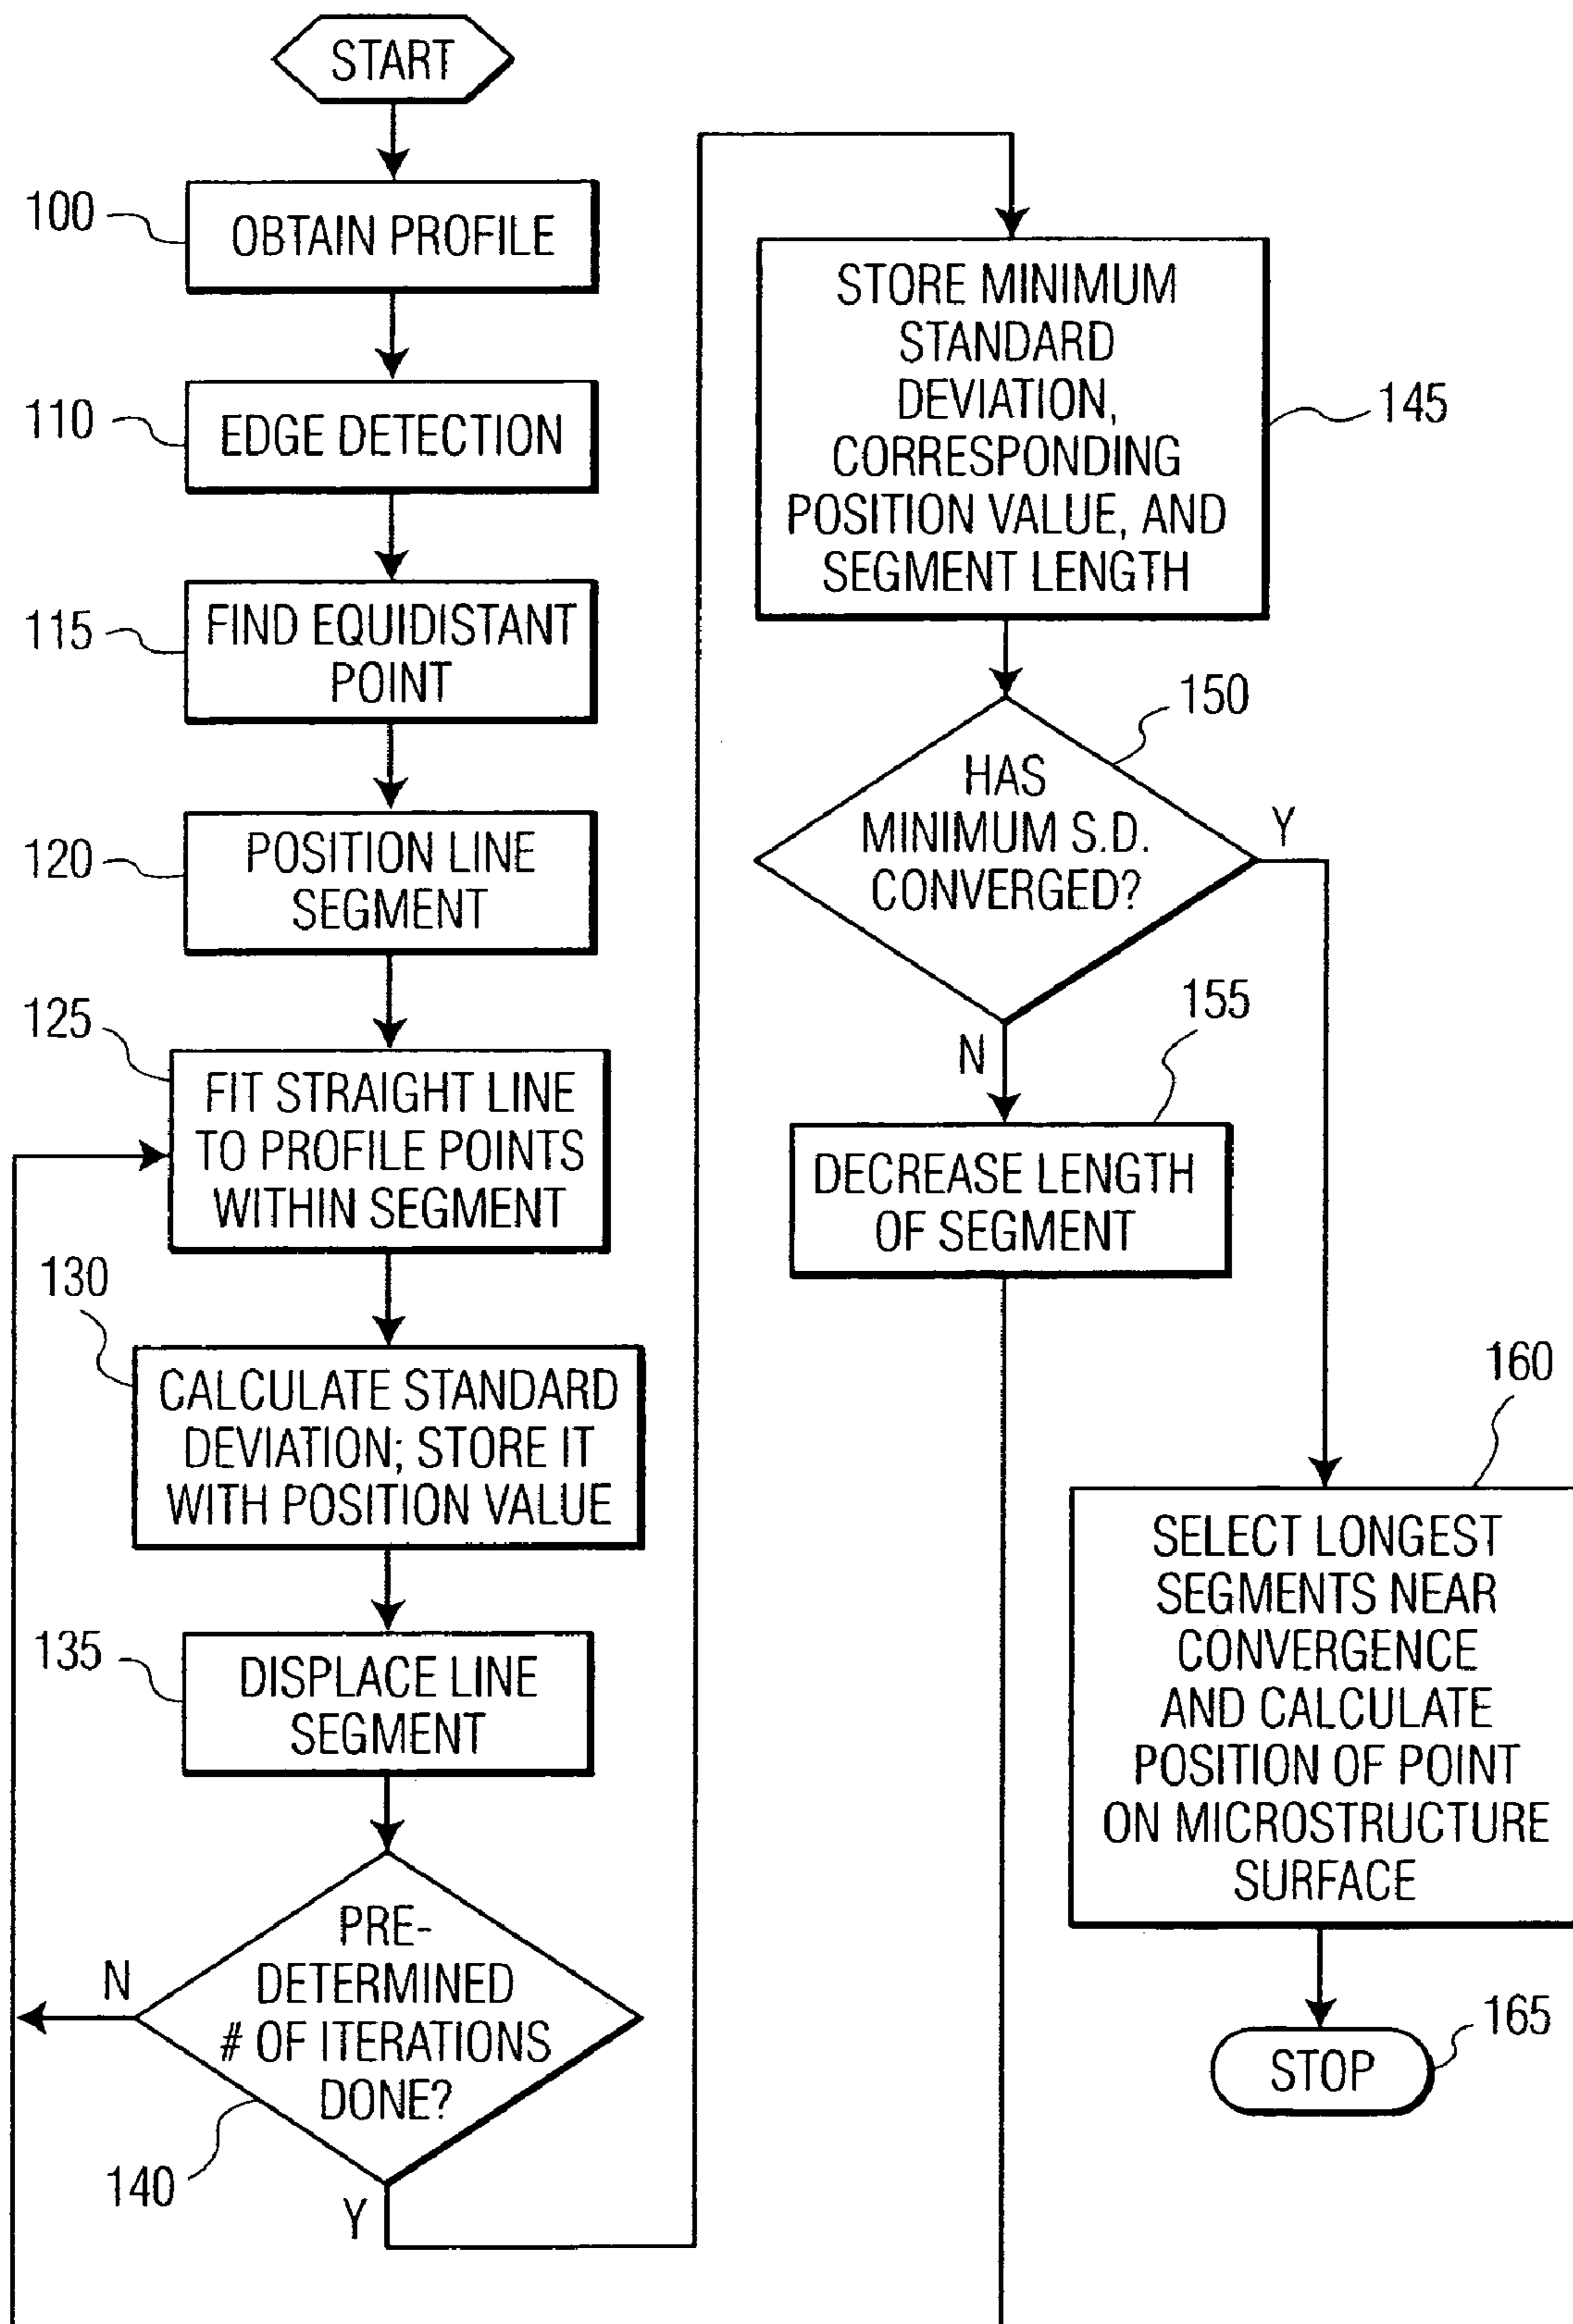 START
100
OBTAIN PROFILE
110
EDGE DETECTION
115
FIND EQUIDISTANT
POINT
120
POSITION LINE
SEGMENT
125
FIT STRAIGHT LINE
TO PROFILE POINTS
WITHIN SEGMENT
130
CALCULATE STANDARD
DEVIATION; STORE IT
WITH POSITION VALUE
135
DISPLACE LINE
SEGMENT
PRE-
DETERMINED
# OF ITERATIONS
DONE?
N
140
Y
STORE MINIMUM
STANDARD
DEVIATION,
CORRESPONDING
POSITION VALUE, AND
SEGMENT LENGTH
145
150
HAS
MINIMUM S.D.
CONVERGED?
Y
N
155
DECREASE LENGTH
OF SEGMENT
160
SELECT LONGEST
SEGMENTS NEAR
CONVERGENCE
AND CALCULATE
POSITION OF POINT
ON MICROSTRUCTURE
SURFACE
STOP
165